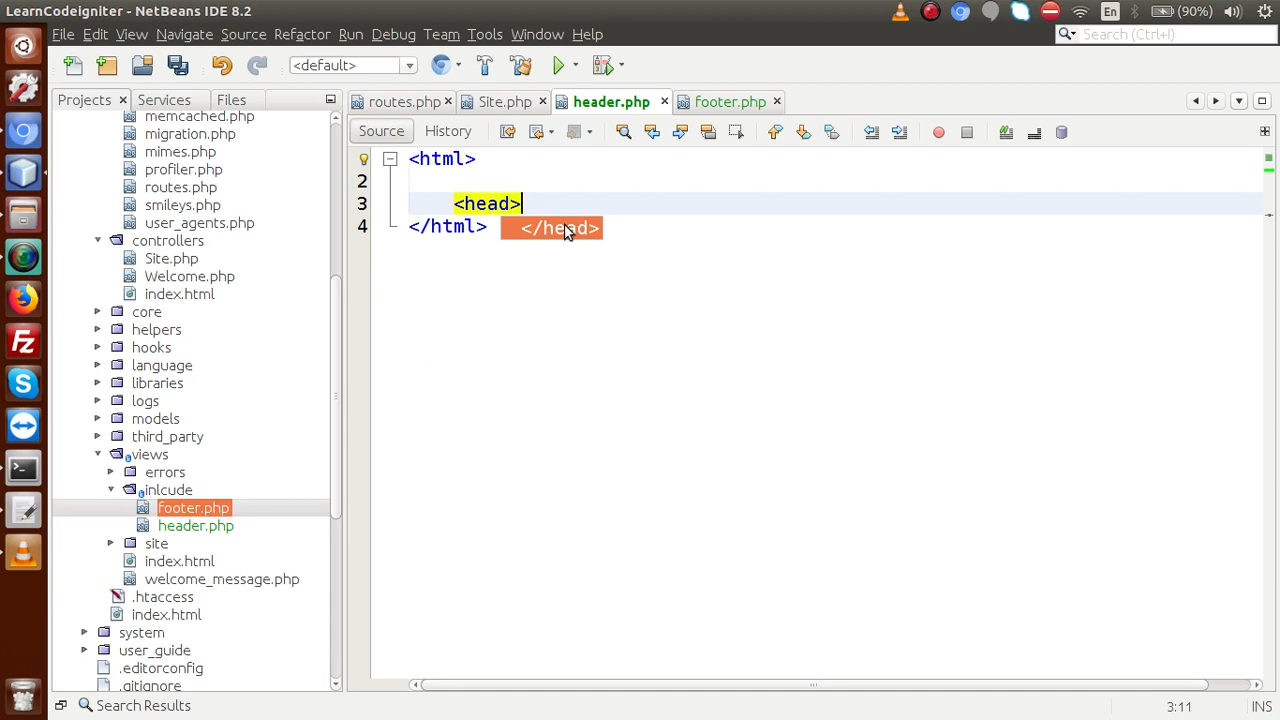 LearnCodeigniter - NetBeans IDE 8.2
En
(90%)
File Edit View Navigate Source Refactor Run Debug Team Tools Window Help
Search (Ctrl+I)
<default>
Projects
Services
Files
routes.php
Site.php
header.php
footer.php
Source
History
memcached.php
migration.php
mimes.php
profiler.php
routes.php
smileys.php
user_agents.php
controllers
Site.php
Welcome.php
index.html
core
helpers
hooks
language
libraries
logs
models
third_party
views
errors
inlcude
footer.php
header.php
site
index.html
welcome_message.php
.htaccess
index.html
system
user_guide
.editorconfig
.gitignore
<html>
2
3 <head>
4 </html>
</head>
Search Results
3:11
INS